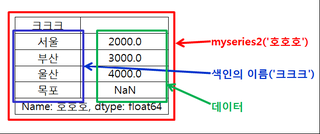 크크크
서울 2000.0
부산 3000.0
울산 4000.0
목포 NaN
Name: 호호호, dtype: float64
myseries2('호호호')
색인의 이름('크크크')
데이터